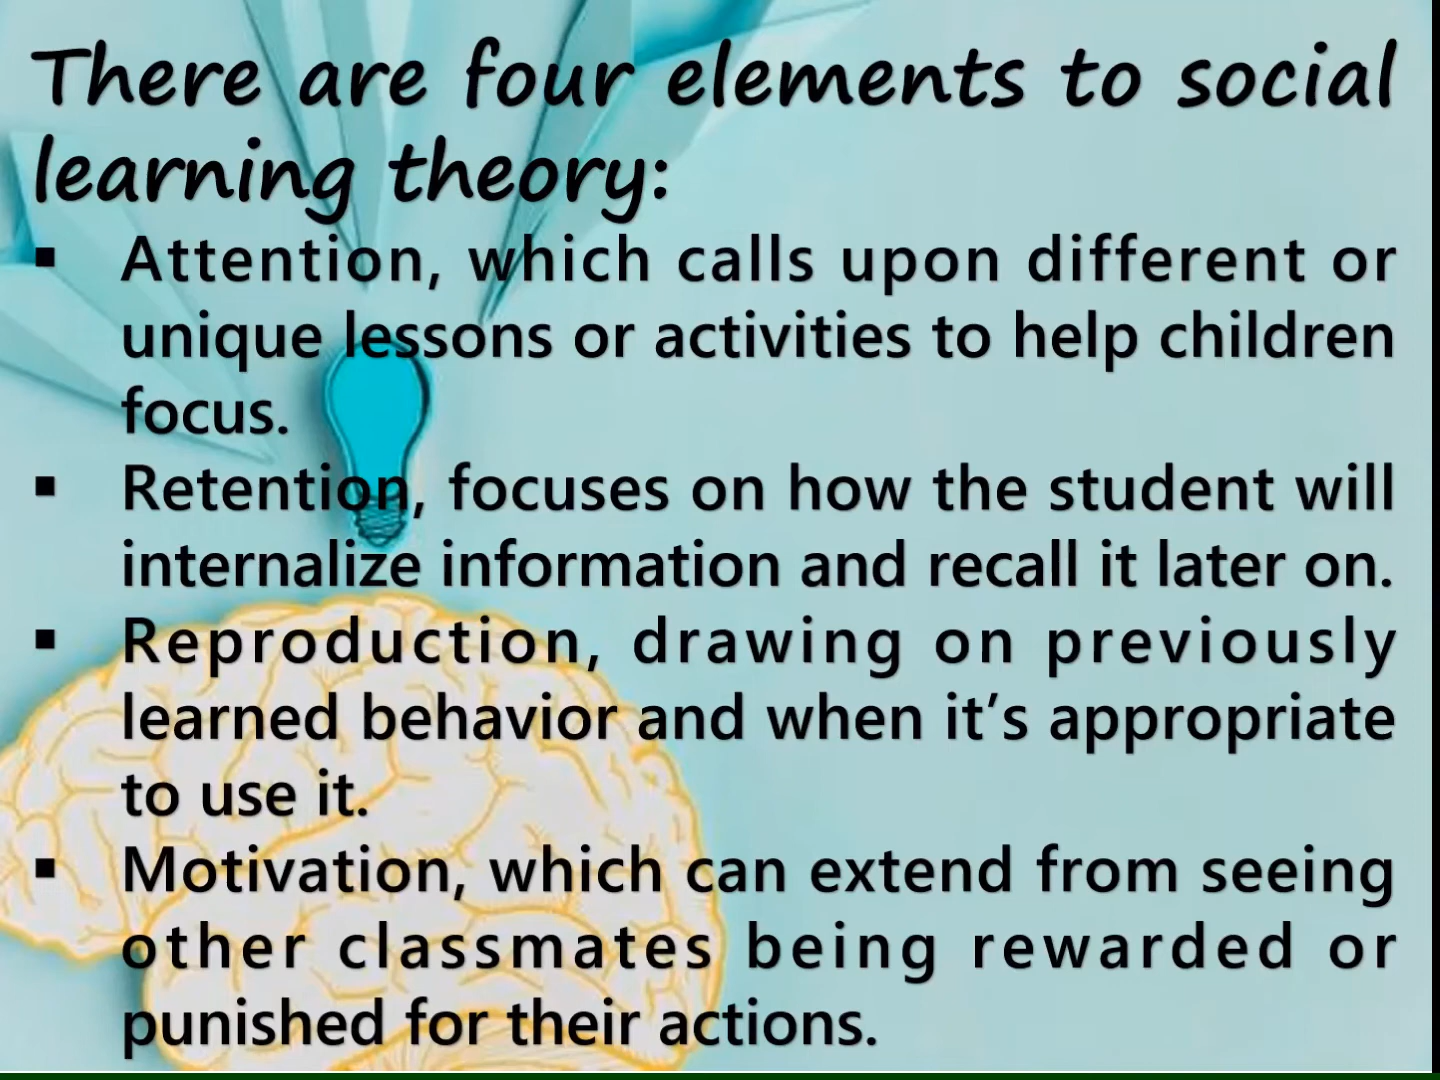 There are four elements to social
learning theory:
▪ Attention, which calls upon different or
unique lessons or activities to help children
focus.
▪ Retention, focuses on how the student will
internalize information and recall it later on.
▪ Reproduction, drawing on previously
learned behavior and when it’s appropriate
to use it.
▪ Motivation, which can extend from seeing
other classmates being rewarded or
punished for their actions.